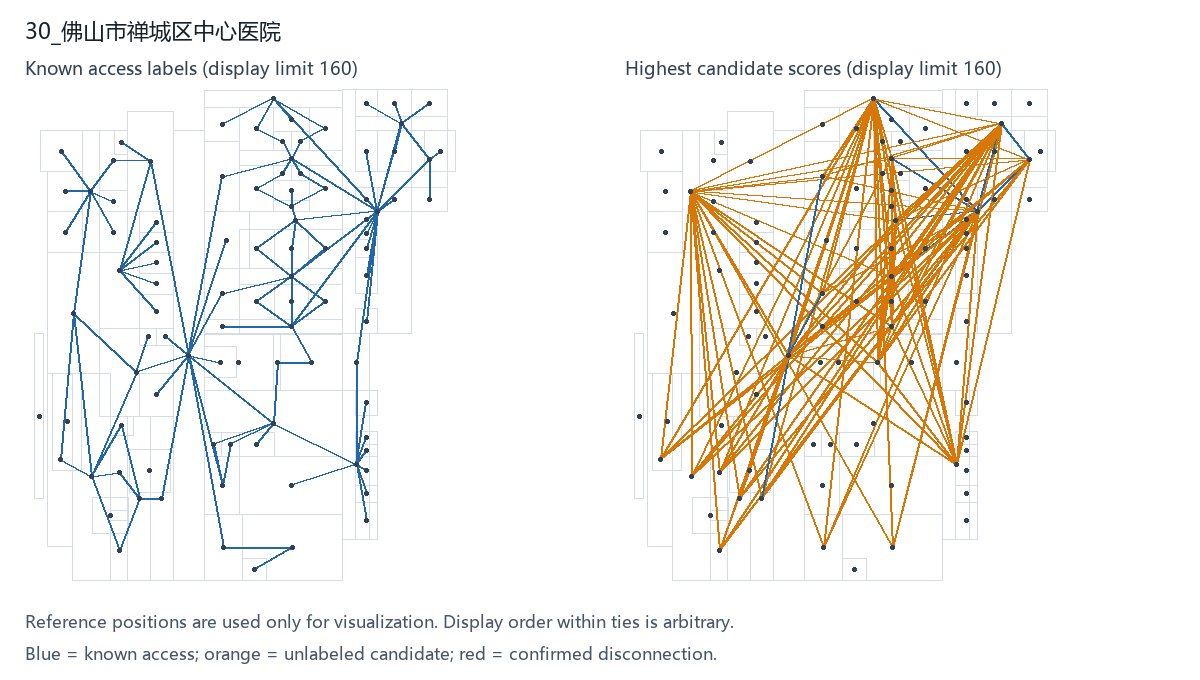 30_佛山市禅城区中心医院
Known access labels (display limit 160)
Highest candidate scores (display limit 160)
Reference positions are used only for visualization. Display order within ties is arbitrary.
Blue = known access; orange = unlabeled candidate; red = confirmed disconnection.